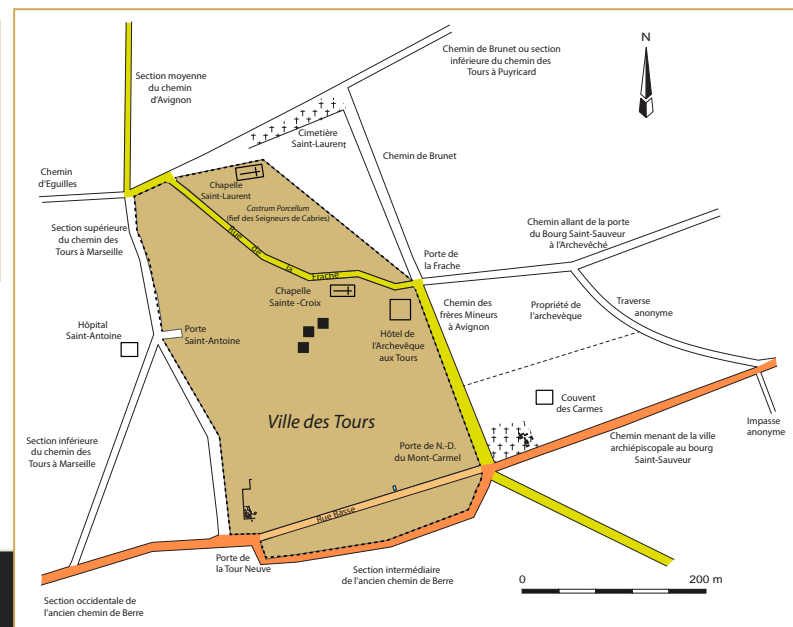 N
Chemin de Brunet ou section
inférieure du chemin des
Tours à Puyricard
Section moyenne
du chemin
d'Avignon
Cimetière
Saint-Laurent
Chemin de Brunet
Chemin
d'Eguilles
Chapelle
Saint-Laurent
Castrum Porcellum
(fief des Seigneurs de Cabries)
Section supérieure
du chemin des
Tours à Marseille
Rue de la Frache
Chemin allant de la porte
du Bourg Saint-Sauveur
à l'Archevêché
Porte de
la Frache
Chapelle
Sainte -Croix
Chemin des
frères Mineurs
à Avignon
Propriété de
l'archevèque
Traverse
anonyme
Hôpital
Saint-Antoine
Porte
Saint-Antoine
Hôtel de
l'Archevêque
aux Tours
Couvent
des Carmes
Ville des Tours
Impasse
anonyme
Section inférieure
du chemin des
Tours à Marseille
Porte de N.-D.
du Mont-Carmel
Chemin menant de la ville
archiépiscopale au bourg
Saint-Sauveur
Rue Basse
Porte de
la Tour Neuve
Section intermédiaire
de l'ancien chemin de Berre
0
200 m
Section occidentale de
l'ancien chemin de Berre